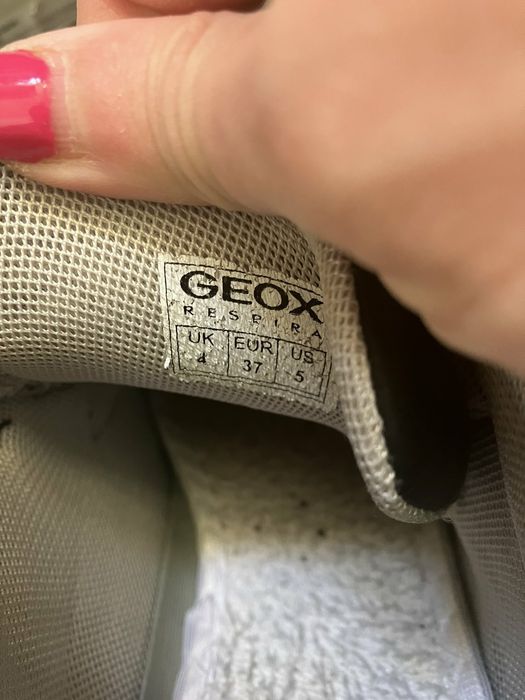 GEOX
RESPIRA
UK EUR US
4 37 5